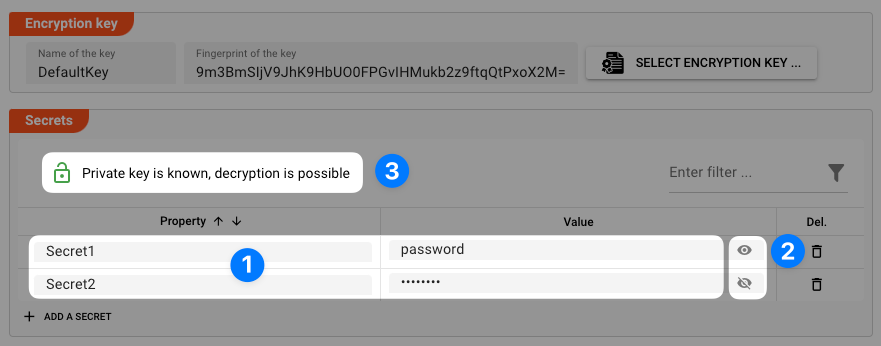 Encryption key
Name of the key
DefaultKey
Fingerprint of the key
9m3BmSIjV9JhK9HbUO0FPGvIHMukb2z9ftqQtPxoX2M=
SELECT ENCRYPTION KEY ...
Secrets
Private key is known, decryption is possible
3
Enter filter ...
Property ↑ ↓ Value Del.
Secret1 password
1 2
Secret2 ••••••••
+ ADD A SECRET